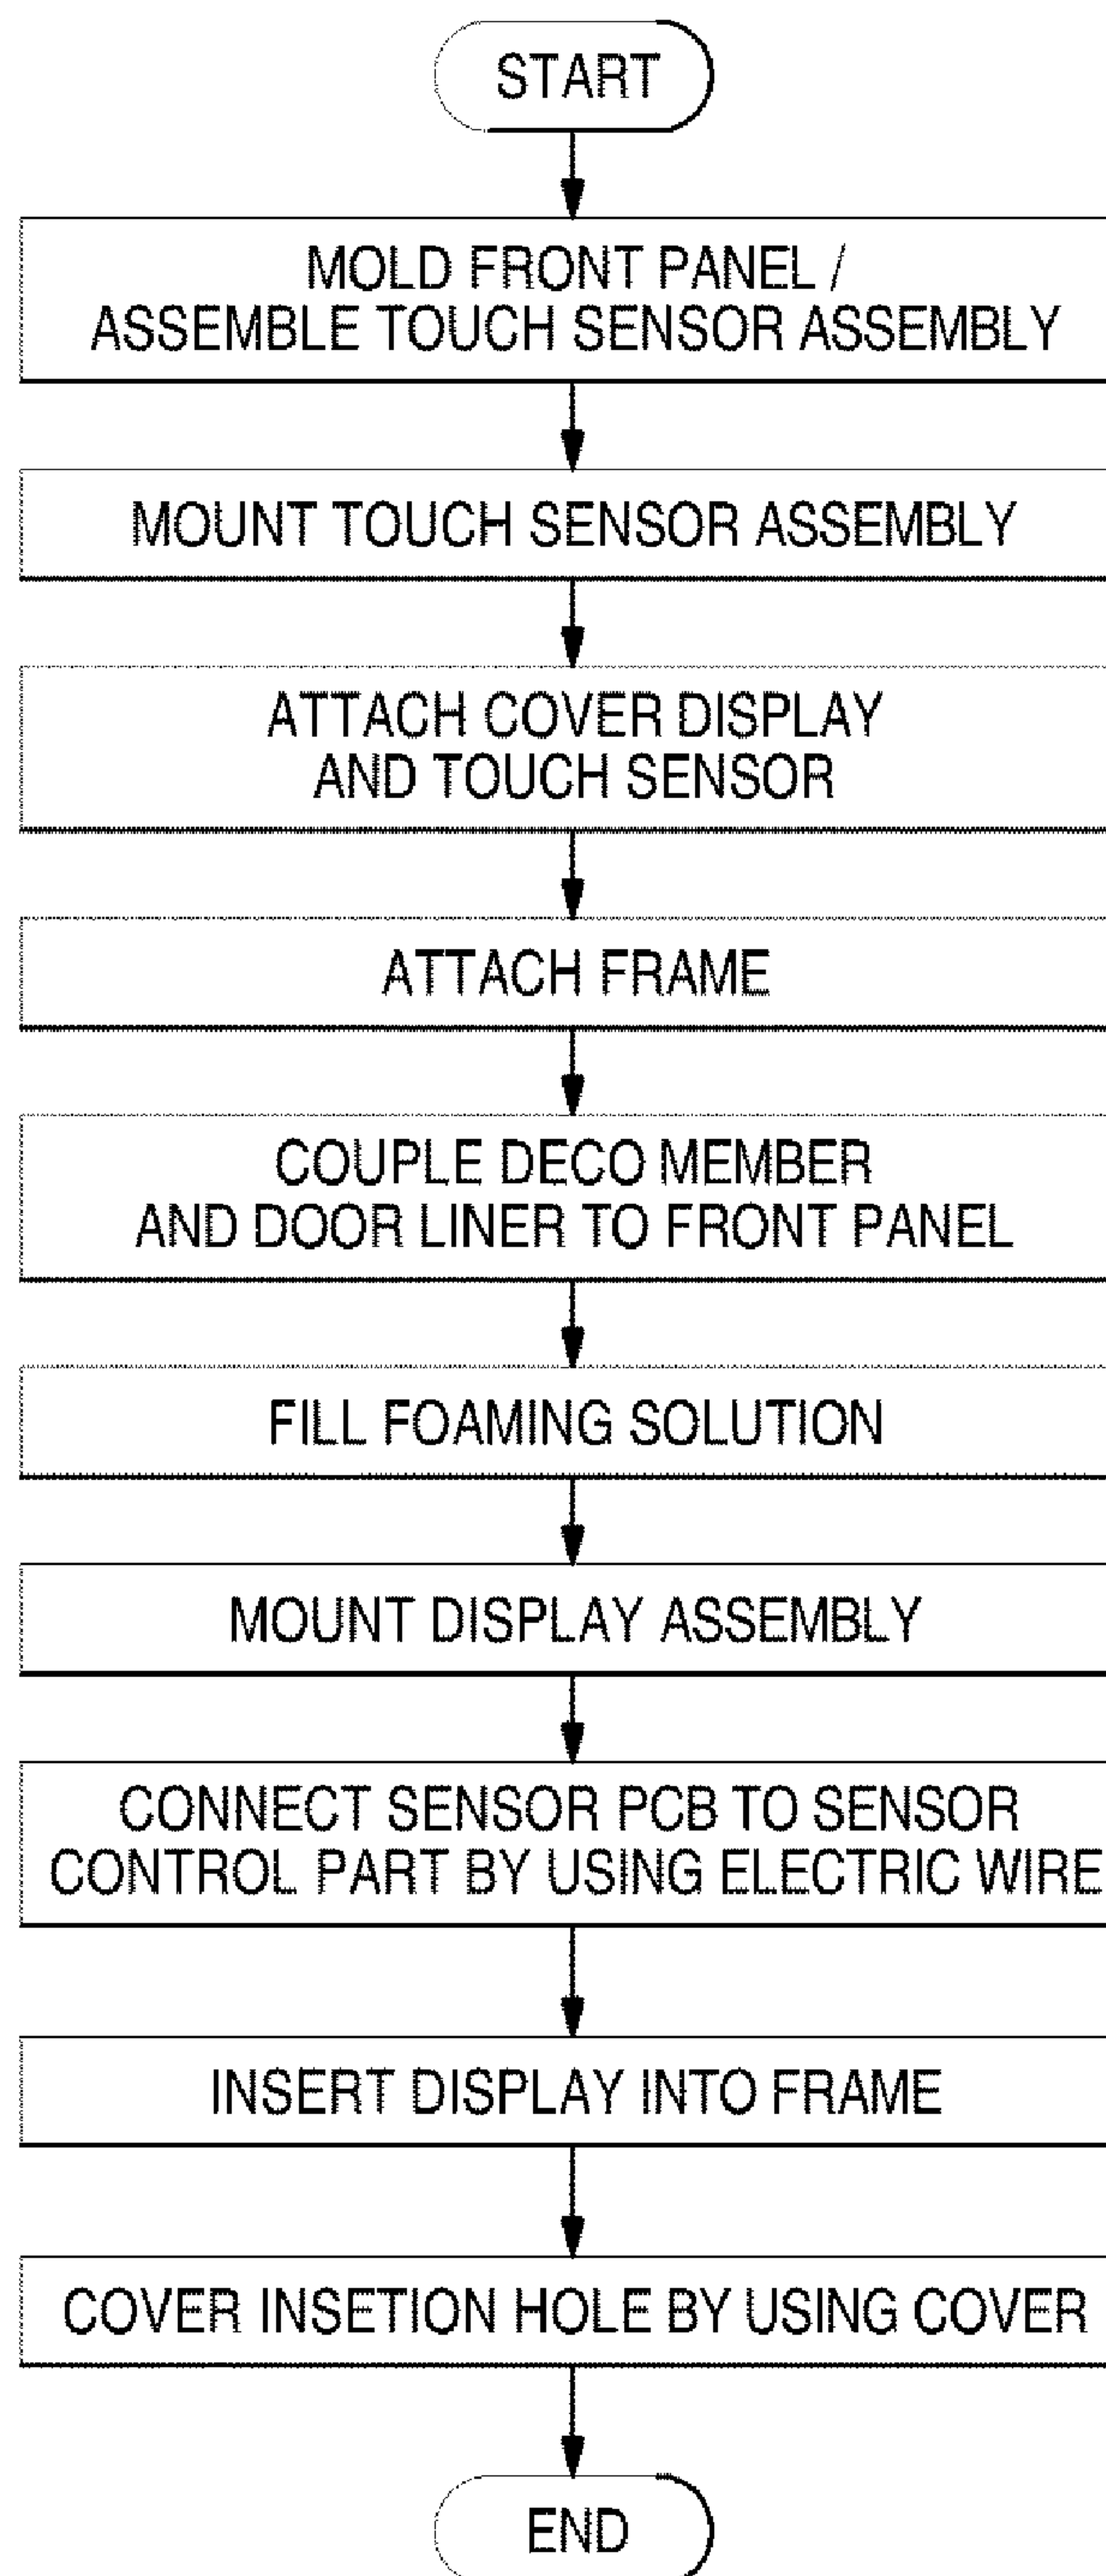 START
MOLD FRONT PANEL /
ASSEMBLE TOUCH SENSOR ASSEMBLY
MOUNT TOUCH SENSOR ASSEMBLY
ATTACH COVER DISPLAY
AND TOUCH SENSOR
ATTACH FRAME
COUPLE DECO MEMBER
AND DOOR LINER TO FRONT PANEL
FILL FOAMING SOLUTION
MOUNT DISPLAY ASSEMBLY
CONNECT SENSOR PCB TO SENSOR
CONTROL PART BY USING ELECTRIC WIRE
INSERT DISPLAY INTO FRAME
COVER INSETION HOLE BY USING COVER
END